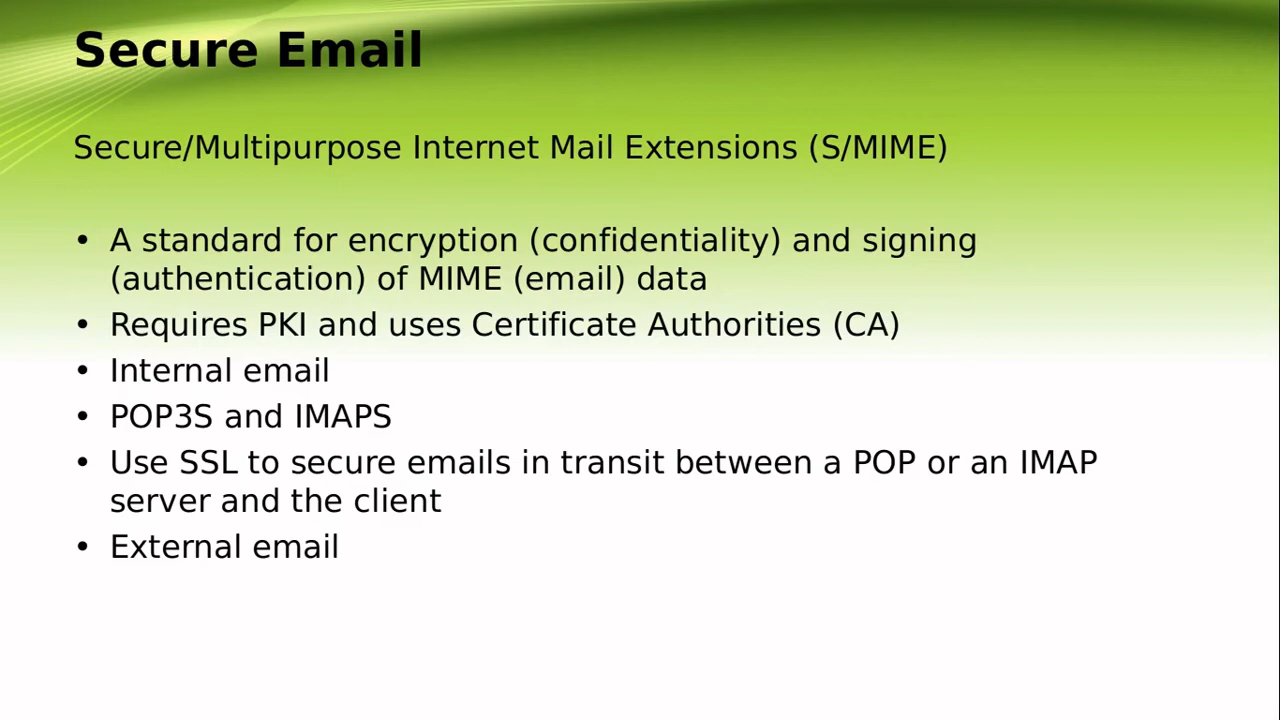 Secure Email
Secure/Multipurpose Internet Mail Extensions (S/MIME)
• A standard for encryption (confidentiality) and signing
(authentication) of MIME (email) data
• Requires PKI and uses Certificate Authorities (CA)
• Internal email
• POP3S and IMAPS
• Use SSL to secure emails in transit between a POP or an IMAP
server and the client
• External email